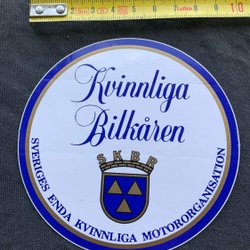 Kvinnliga
Bilkåren
SKBR
SVERIGES ENDA KVINNLIGA MOTORORGANISATION